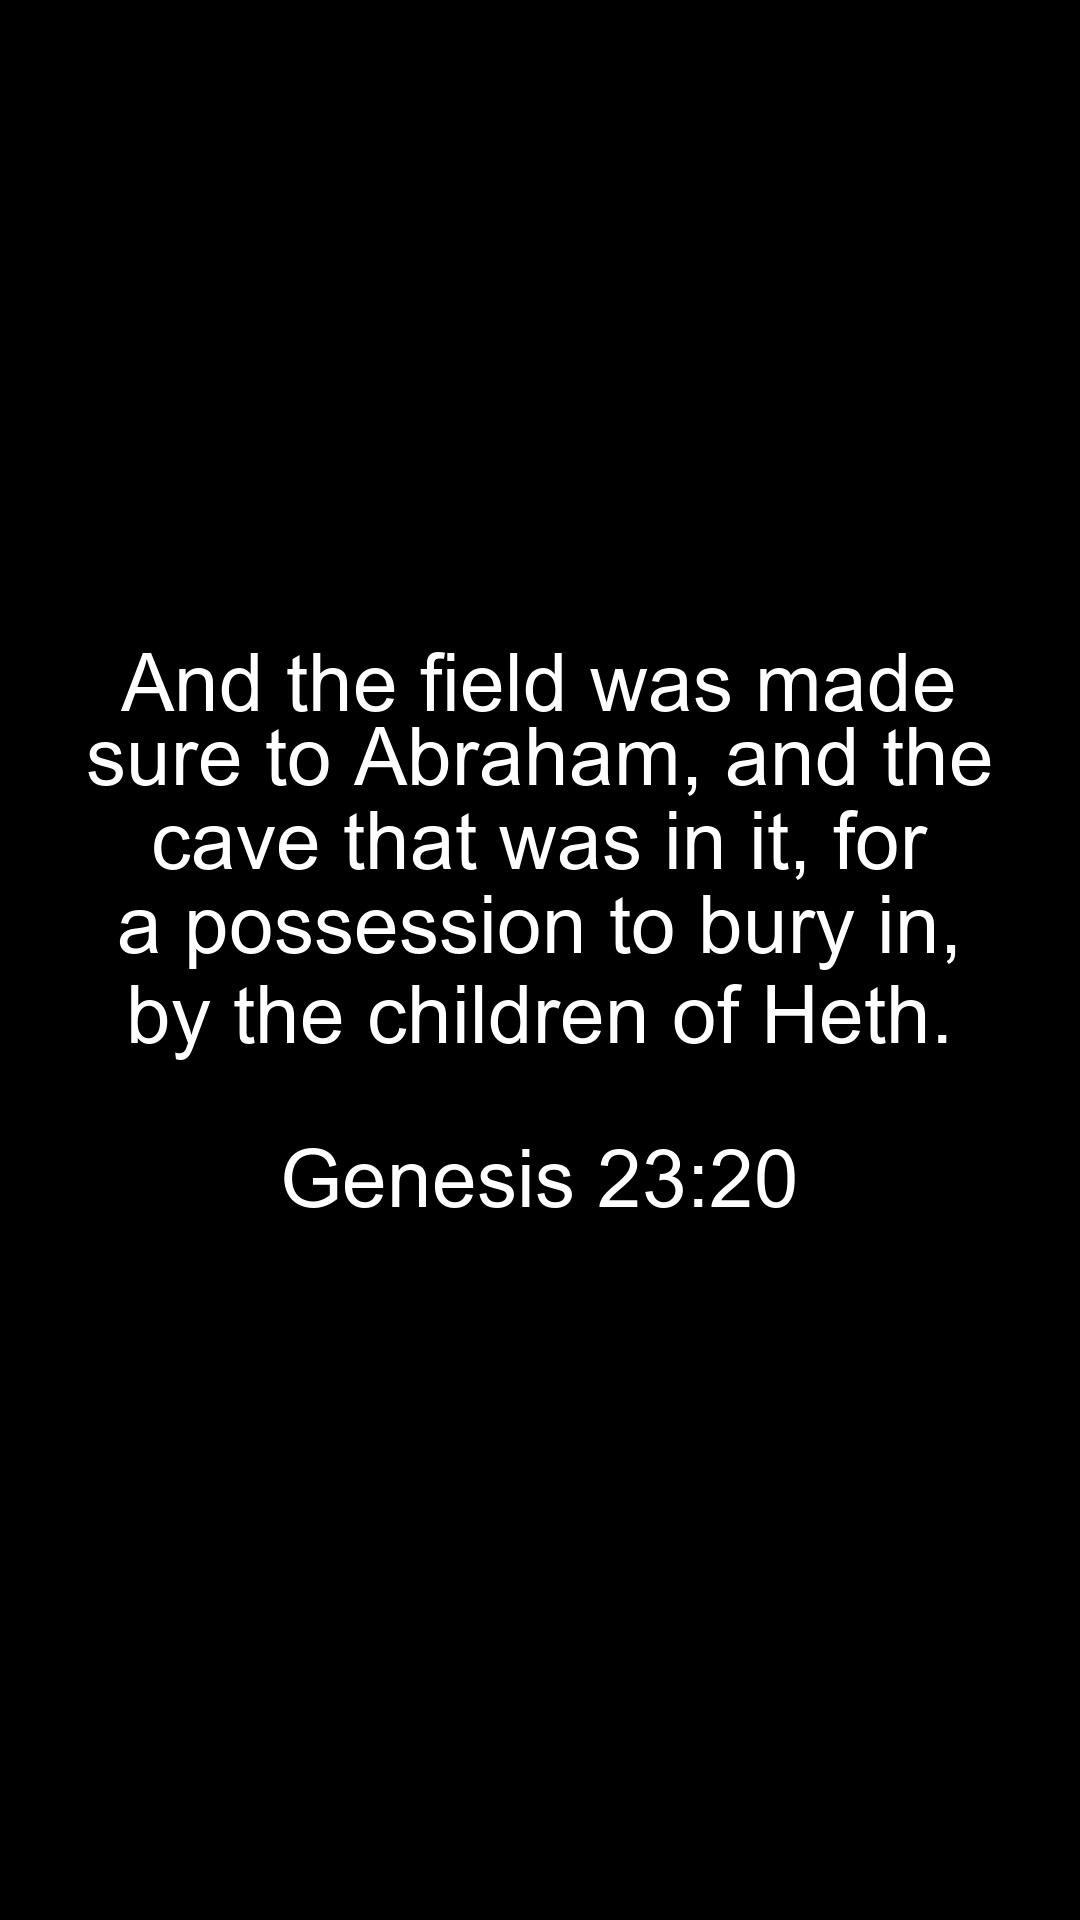 And the field was made
sure to Abraham, and the
cave that was in it, for
a possession to bury in,
by the children of Heth.
Genesis 23:20